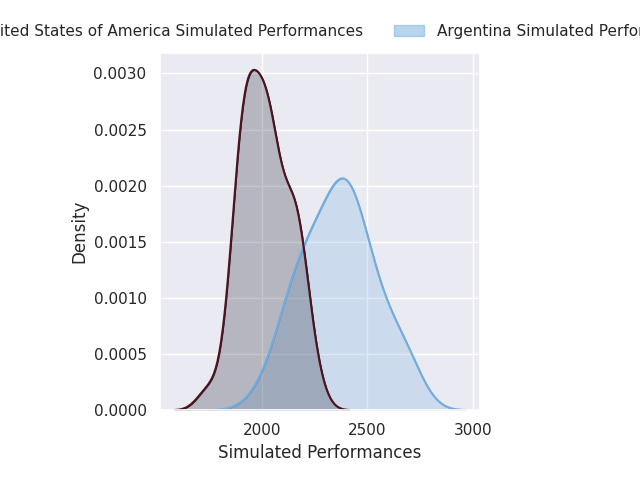 ited States of America Simulated Performances
Argentina Simulated Perfor
0.0030
0.0025
0.0020
0.0015
0.0010
0.0005
0.0000
Density
2000 2500 3000
Simulated Performances